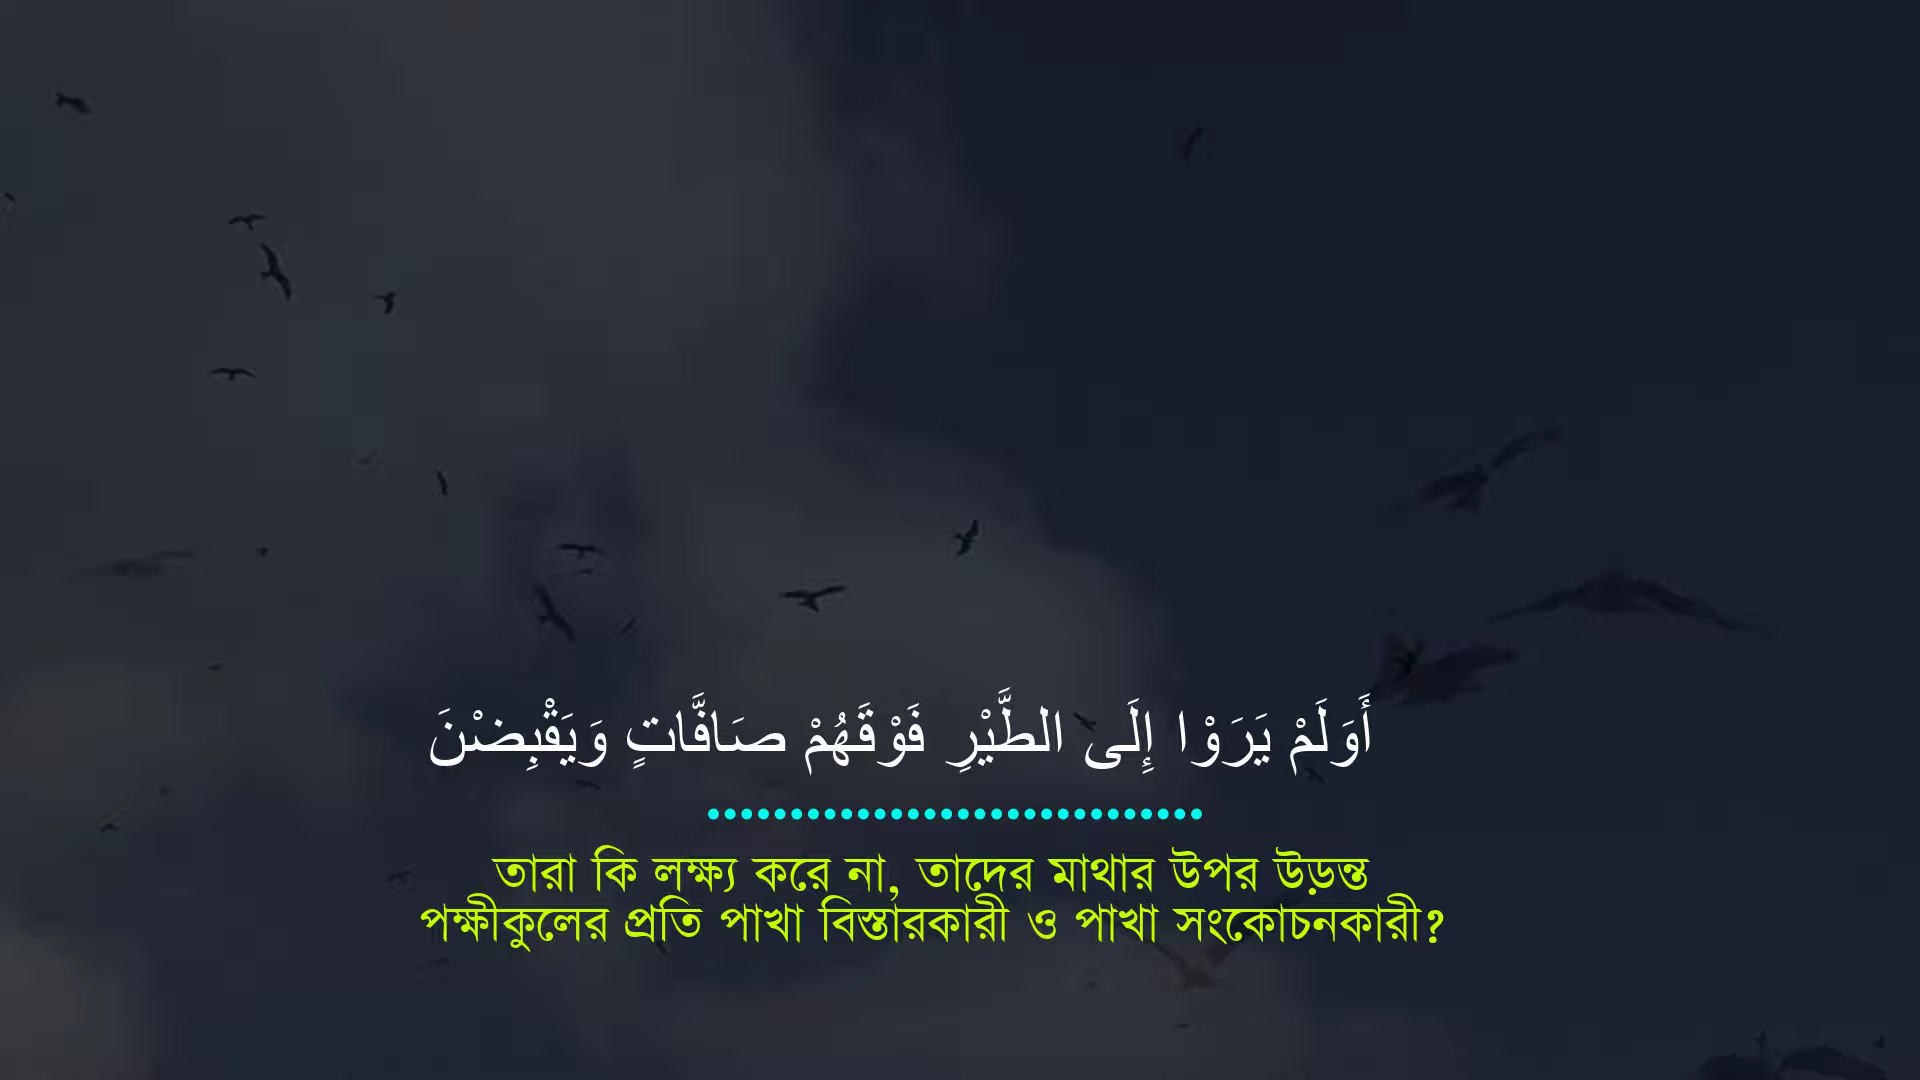 أَوَلَمْ يَرَوْا إِلَى الطَّيْرِ فَوْقَهُمْ صَافَّاتٍ وَيَقْبِضْنَ
তারা কি লক্ষ্য করে না, তাদের মাথার উপর উড়ন্ত
পক্ষীকুলের প্রতি পাখা বিস্তারকারী ও পাখা সংকোচনকারী?